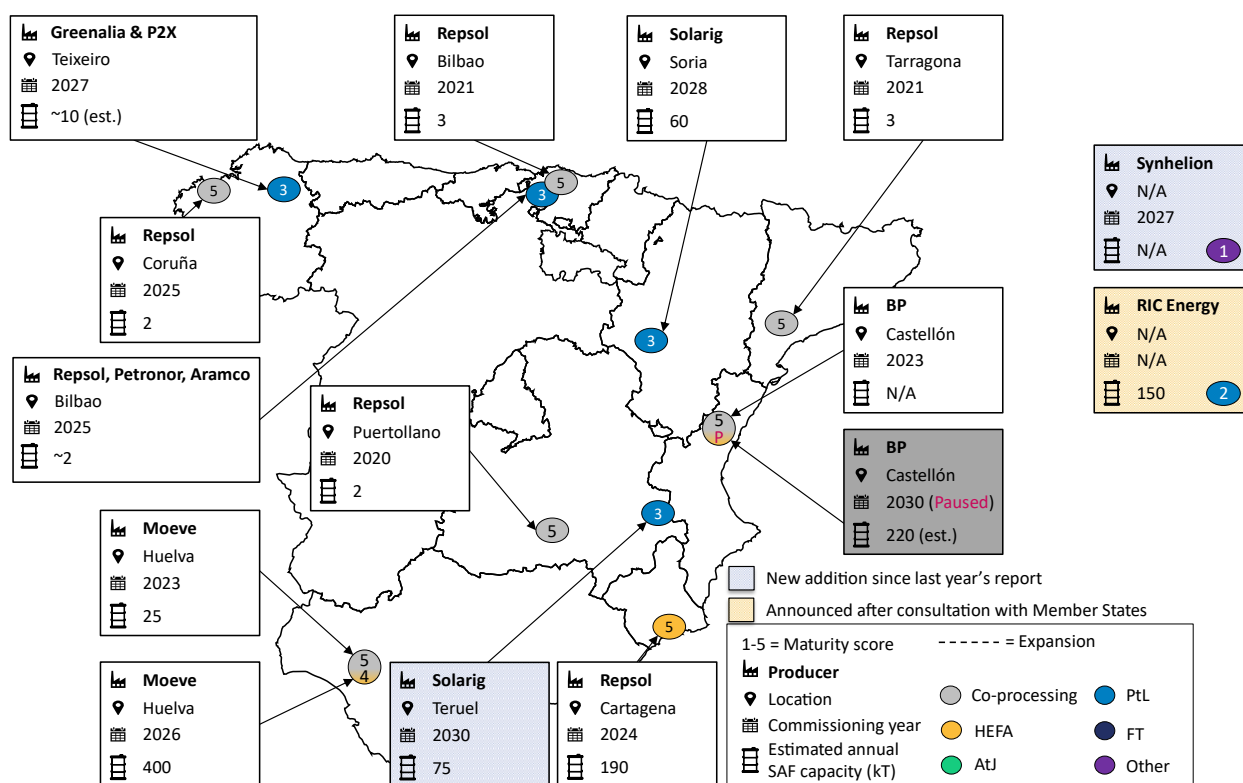 Greenalia & P2X
Teixeiro
2027
~10 (est.)
Repsol
Bilbao
2021
3
Solarig
Soria
2028
60
Repsol
Tarragona
2021
3
Synhelion
N/A
2027
N/A
1
5
3
5
3
Repsol
Coruña
2025
2
RIC Energy
N/A
N/A
150
2
BP
Castellón
2023
N/A
5
3
Repsol, Petronor, Aramco
Bilbao
2025
~2
Repsol
Puertollano
2020
2
5
P
BP
Castellón
2030 (Paused)
220 (est.)
Moeve
Huelva
2023
25
5
3
New addition since last year's report
Announced after consultation with Member States
5
5
4
Moeve
Huelva
2026
400
Solarig
Teruel
2030
75
Repsol
Cartagena
2024
190
1-5 = Maturity score
= Expansion
Producer
Location
Commissioning year
Estimated annual
SAF capacity (kT)
Co-processing
HEFA
AtJ
PtL
FT
Other